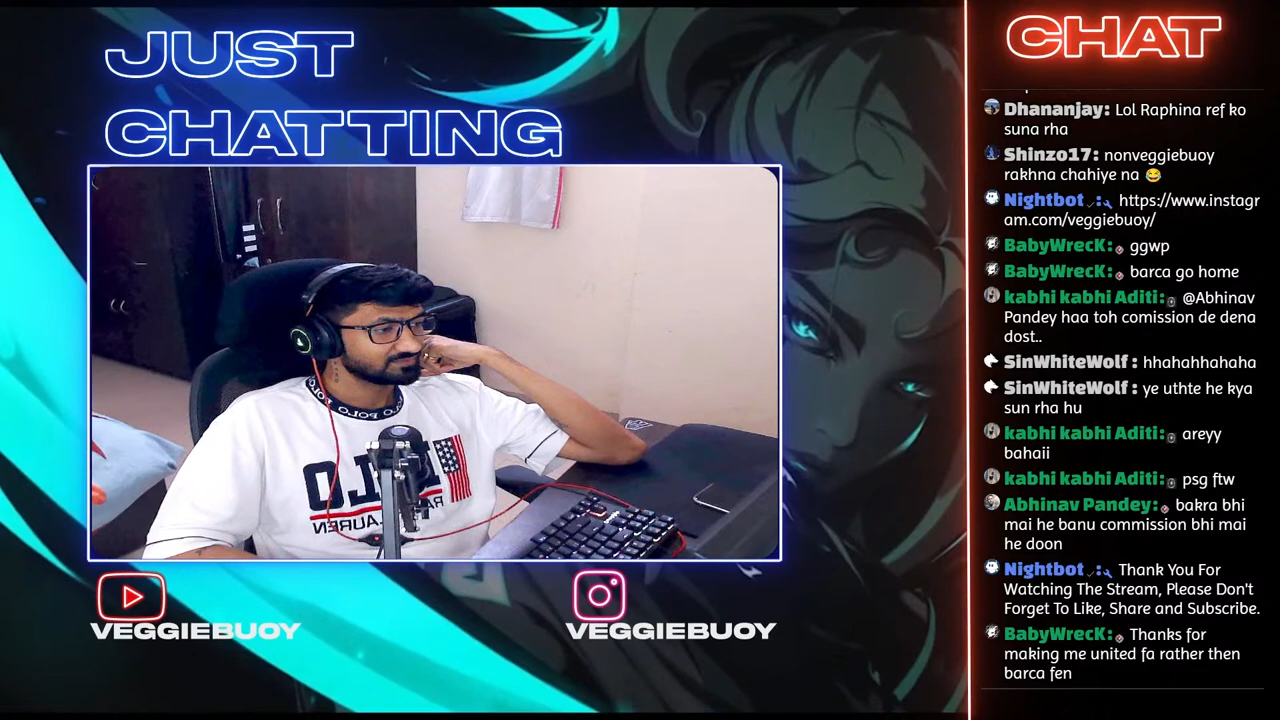 JUST
CHATTING
VEGGIEBUOY
VEGGIEBUOY
CHAT
Dhananjay: Lol Raphina ref ko
suna rha
Shinzo17: nonveggiebuoy
rakhna chahiye na 😂
Nightbot: https://www.instagr
am.com/veggiebuoy/
BabyWrecK: ggwp
BabyWrecK: barca go home
kabhi kabhi Aditi: @Abhinav
Pandey haa toh comission de dena
dost..
SinWhiteWolf: hhahahhahaha
SinWhiteWolf: ye uthte he kya
sun rha hu
kabhi kabhi Aditi: areyy
bahaii
kabhi kabhi Aditi: psg ftw
Abhinav Pandey: bakra bhi
mai he banu commission bhi mai
he doon
Nightbot: Thank You For
Watching The Stream, Please Don't
Forget To Like, Share and Subscribe.
BabyWrecK: Thanks for
making me united fa rather then
barca fen